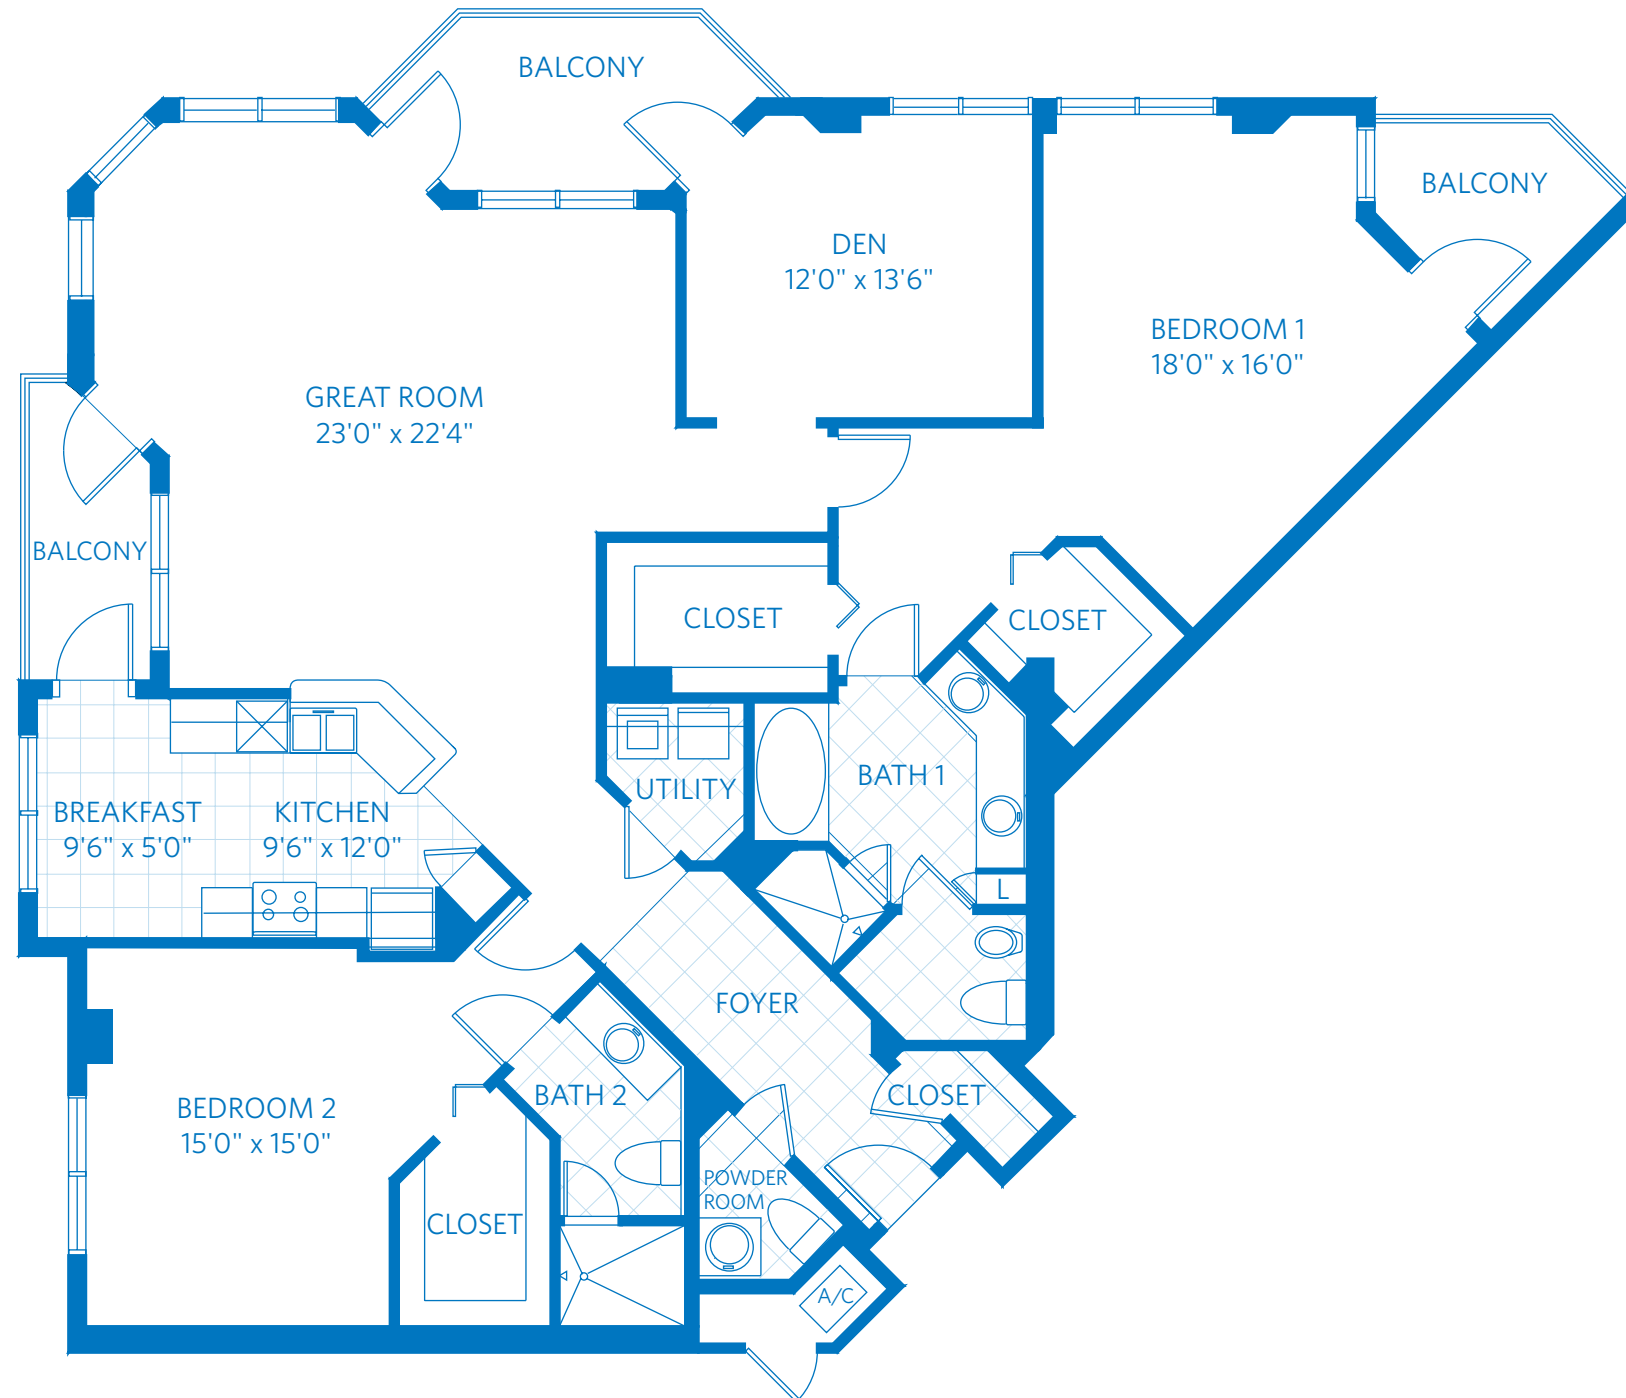 BALCONY
BALCONY
DEN
12'0" x 13'6"
BEDROOM 1
18'0" x 16'0"
GREAT ROOM
23'0" x 22'4"
BALCONY
CLOSET
CLOSET
BATH 1
UTILITY
BREAKFAST
9'6" x 5'0"
KITCHEN
9'6" x 12'0"
L
FOYER
CLOSET
BATH 2
BEDROOM 2
15'0" x 15'0"
POWDER
ROOM
CLOSET
A/C